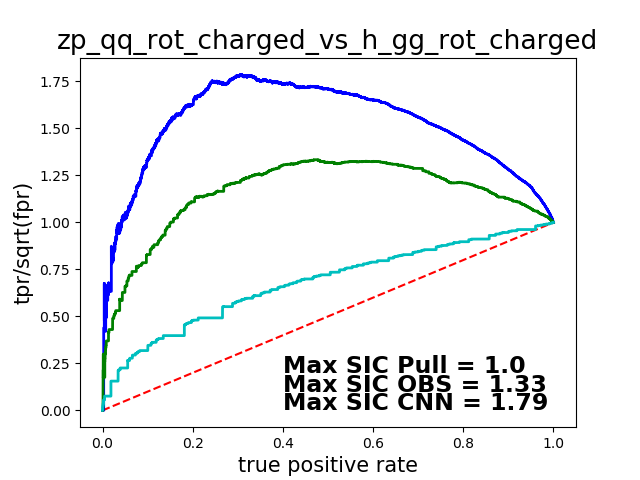 zp_qq_rot_charged_vs_h_gg_rot_charged
tpr/sqrt(fpr)
1.75
1.50
1.25
1.00
0.75
0.50
0.25
0.00
Max SIC Pull = 1.0
Max SIC OBS = 1.33
Max SIC CNN = 1.79
0.0 0.2 0.4 0.6 0.8 1.0
true positive rate